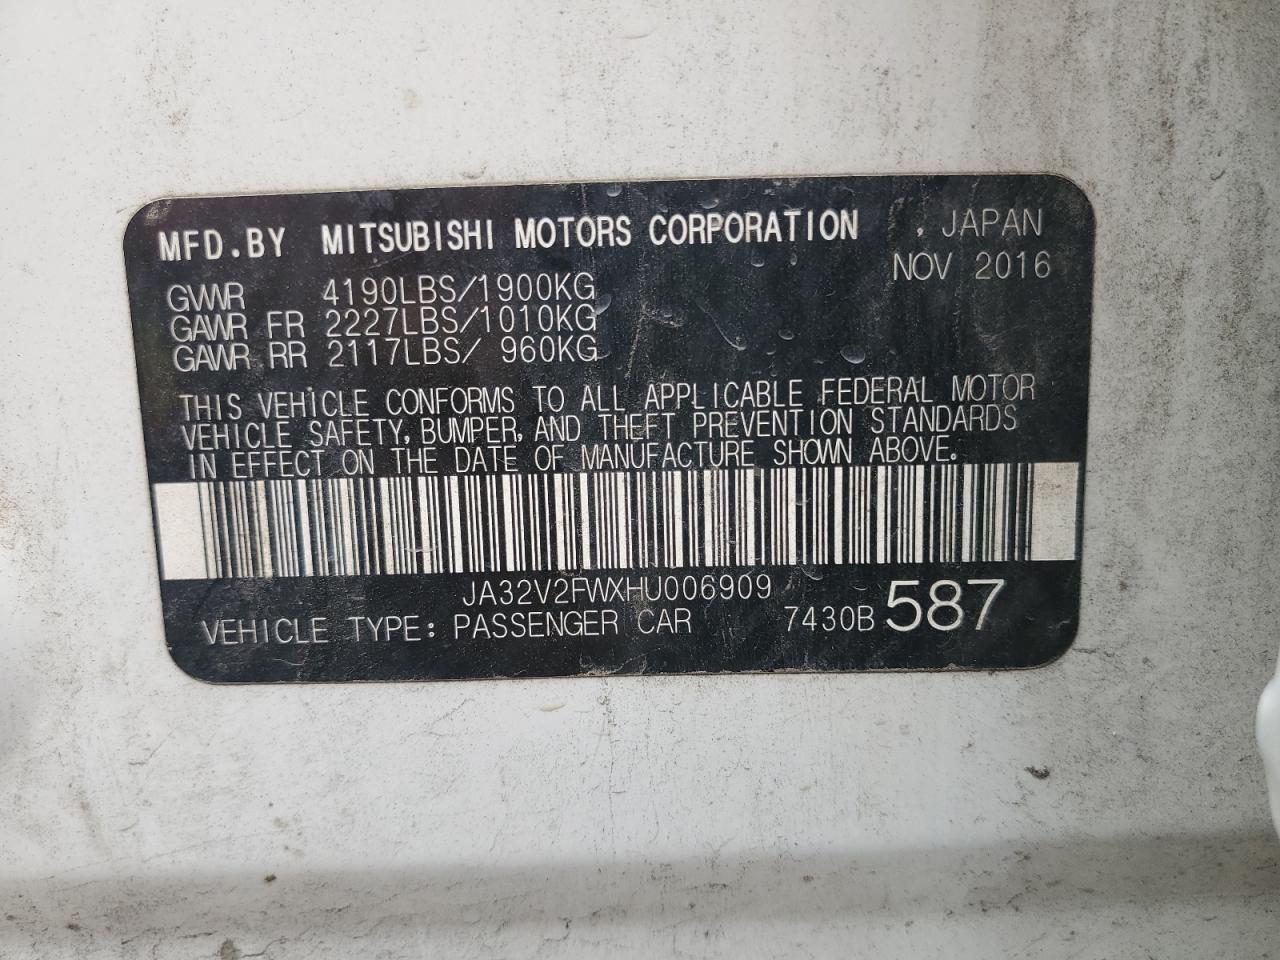 MFD.BY MITSUBISHI MOTORS CORPORATION , JAPAN
NOV 2016
GVWR 4190LBS/1900KG
GAWR FR 2227LBS/1010KG
GAWR RR 2117LBS/ 960KG
THIS VEHICLE CONFORMS TO ALL APPLICABLE FEDERAL MOTOR
VEHICLE SAFETY, BUMPER, AND THEFT PREVENTION STANDARDS
IN EFFECT ON THE DATE OF MANUFACTURE SHOWN ABOVE.
JA32V2FWXHU006909
VEHICLE TYPE: PASSENGER CAR 7430B 587